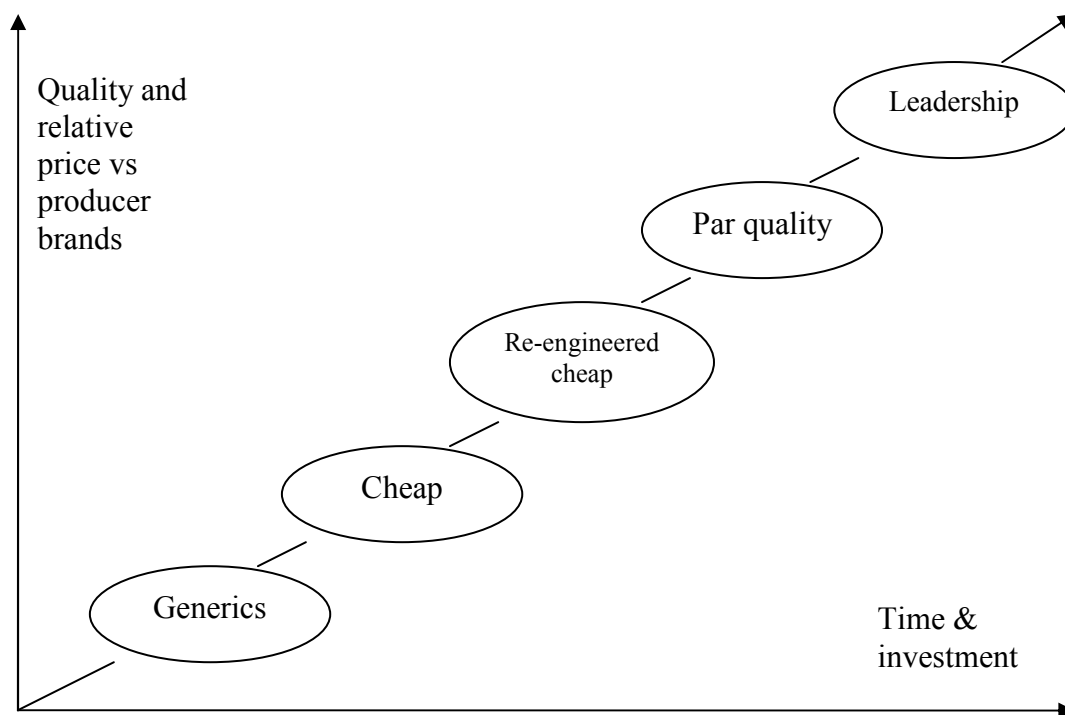 Quality and
relative
price vs
producer
brands
Leadership
Par quality
Re-engineered
cheap
Cheap
Generics
Time &
investment